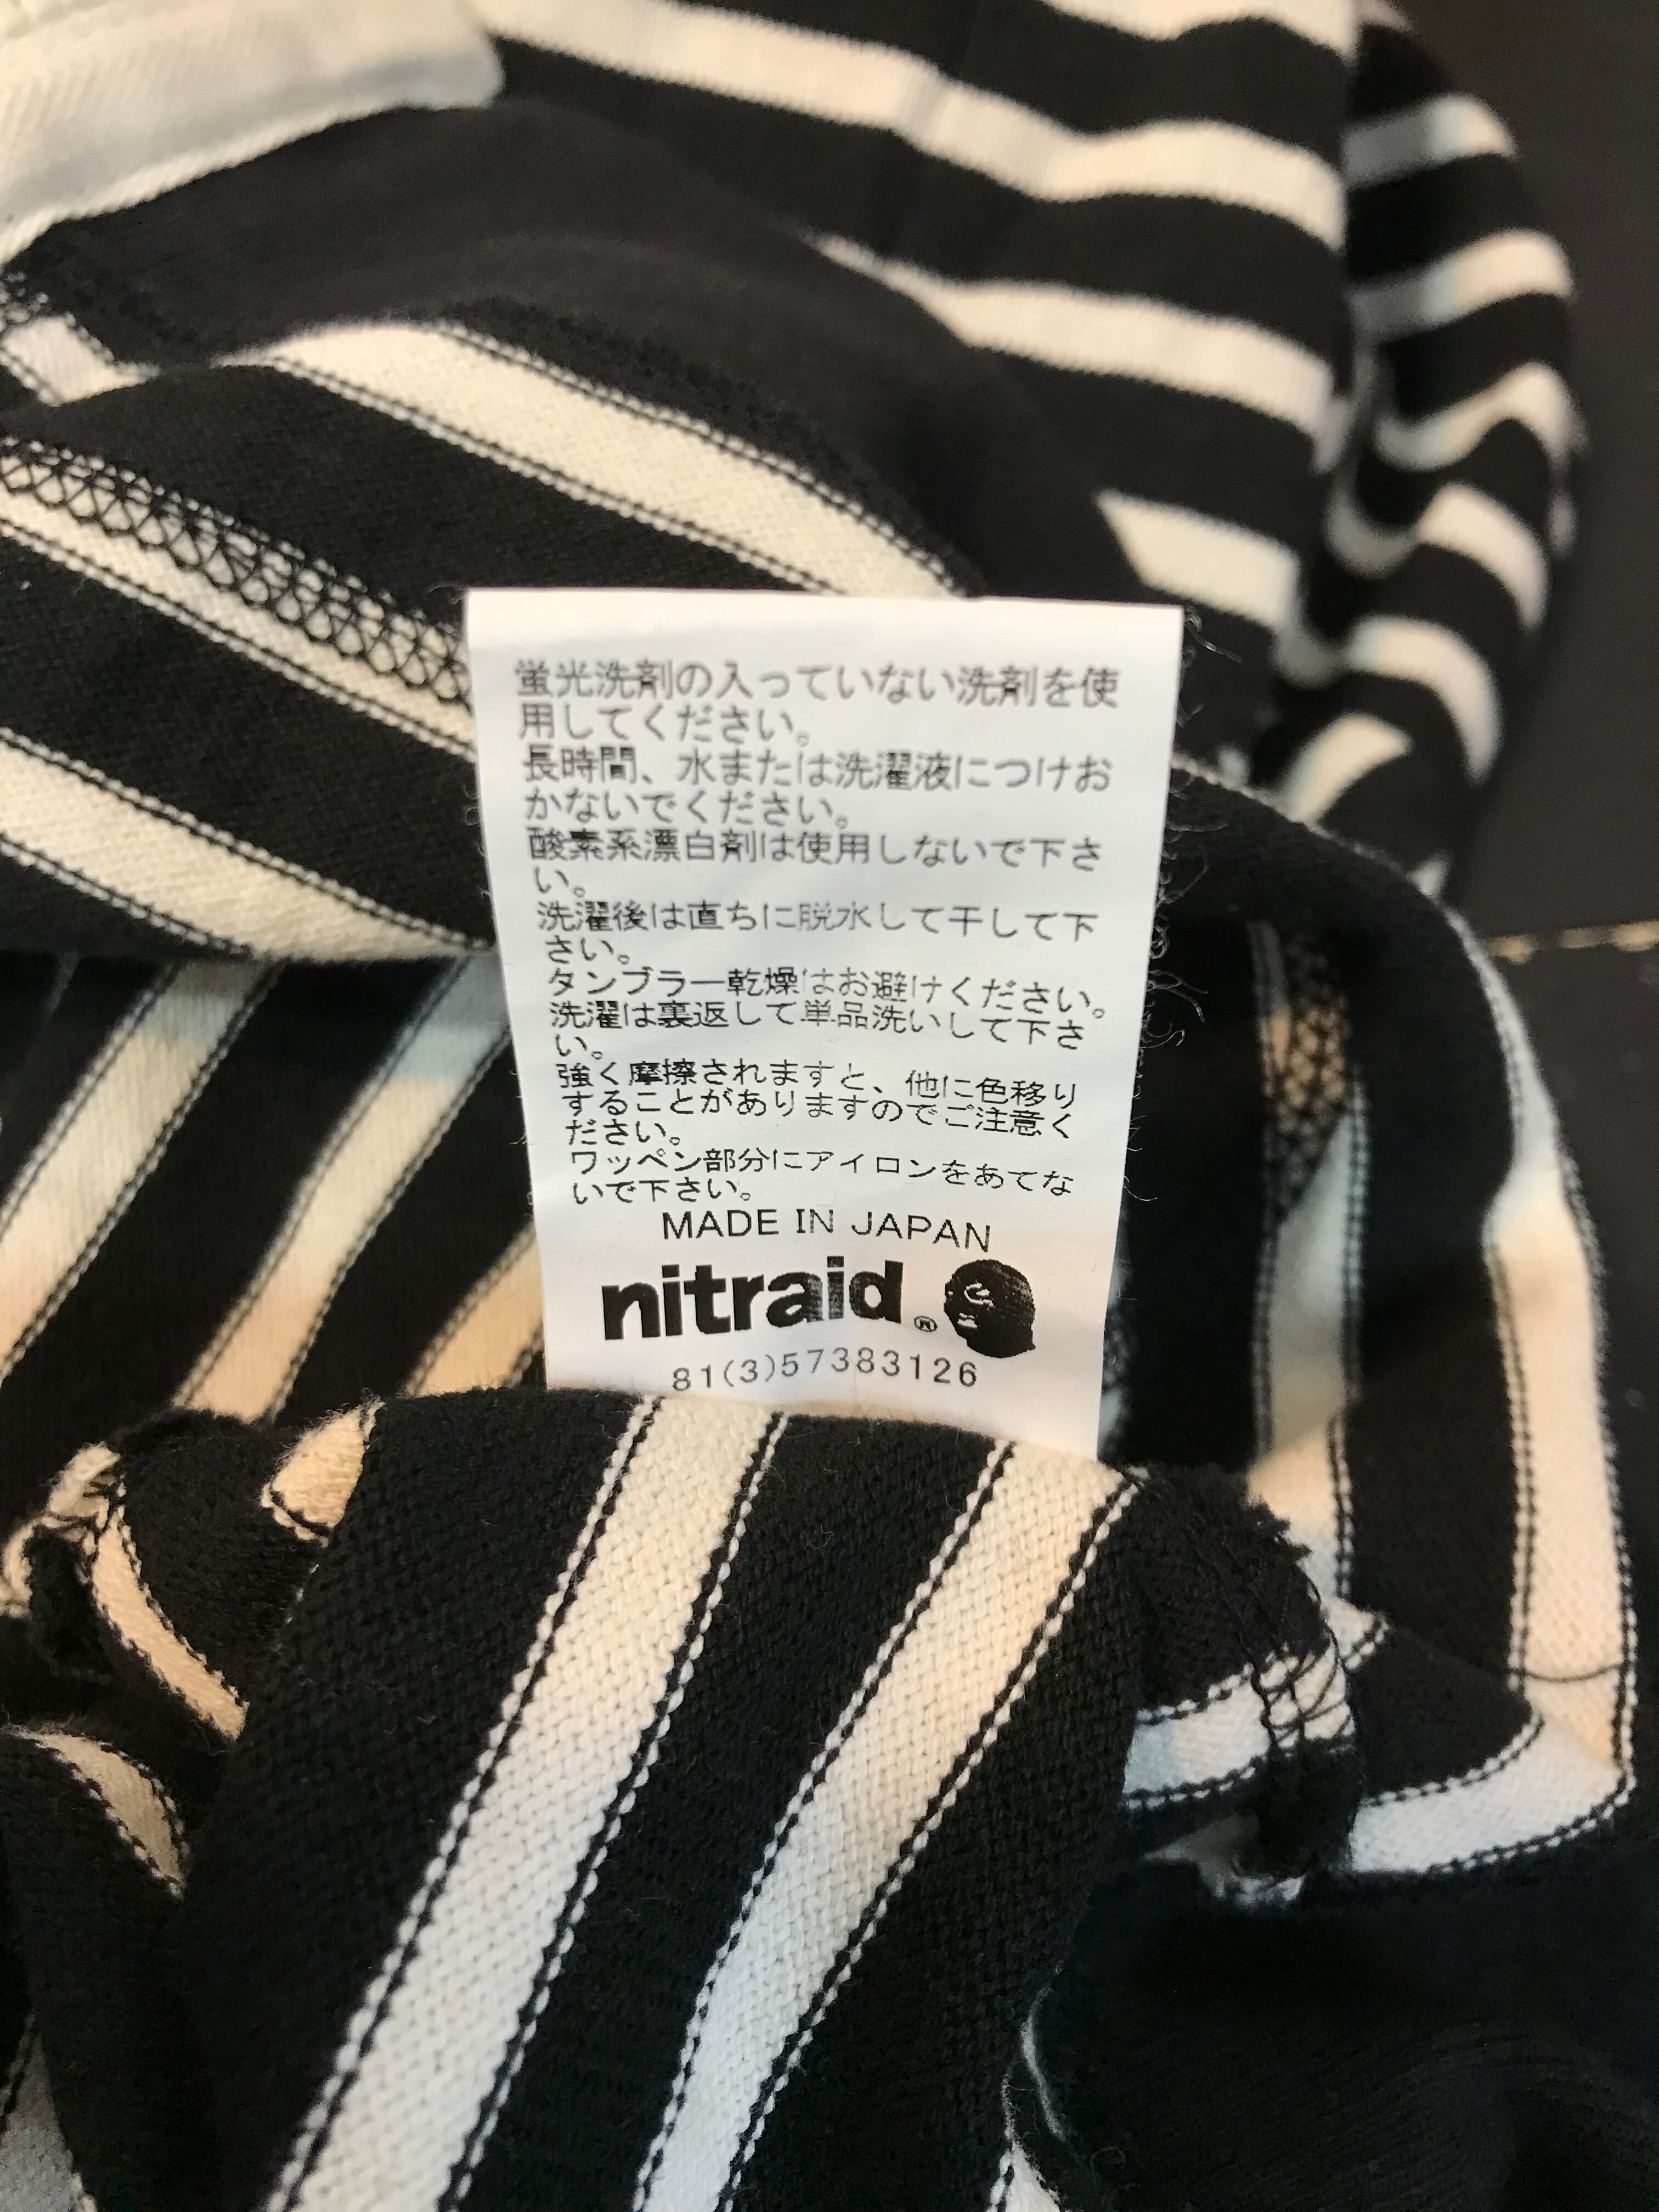 蛍光洗剤の入っていない洗剤を使
用してください。
長時間、水または洗濯液につけお
かないでください。
酸素系漂白剤は使用しないで下さ
い。
洗濯後は直ちに脱水して干して下
さい。
タンブラー乾燥はお避けください。
洗濯は裏返して単品洗いして下さ
い。
強く摩擦されますと、他に色移り
することがありますのでご注意く
ださい。
ワッペン部分にアイロンをあてな
いで下さい。
MADE IN JAPAN
nitraid®
81(3)57383126